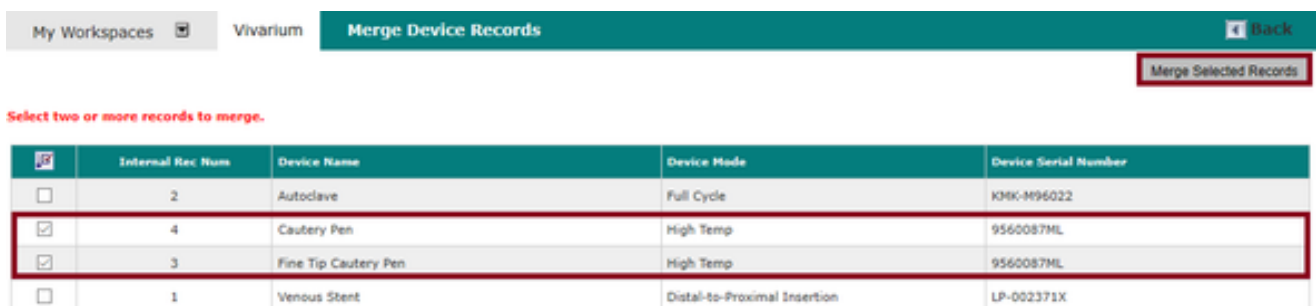 My Workspaces Vivarium Merge Device Records Back
Merge Selected Records
Select two or more records to merge.
Internal Rec Num Device Name Device Mode Device Serial Number
2 Autoclave Full Cycle KMK-M96022
4 Cautery Pen High Temp 9560087ML
3 Fine Tip Cautery Pen High Temp 9560087ML
1 Venous Stent Distal-to-Proximal Insertion LP-002371X